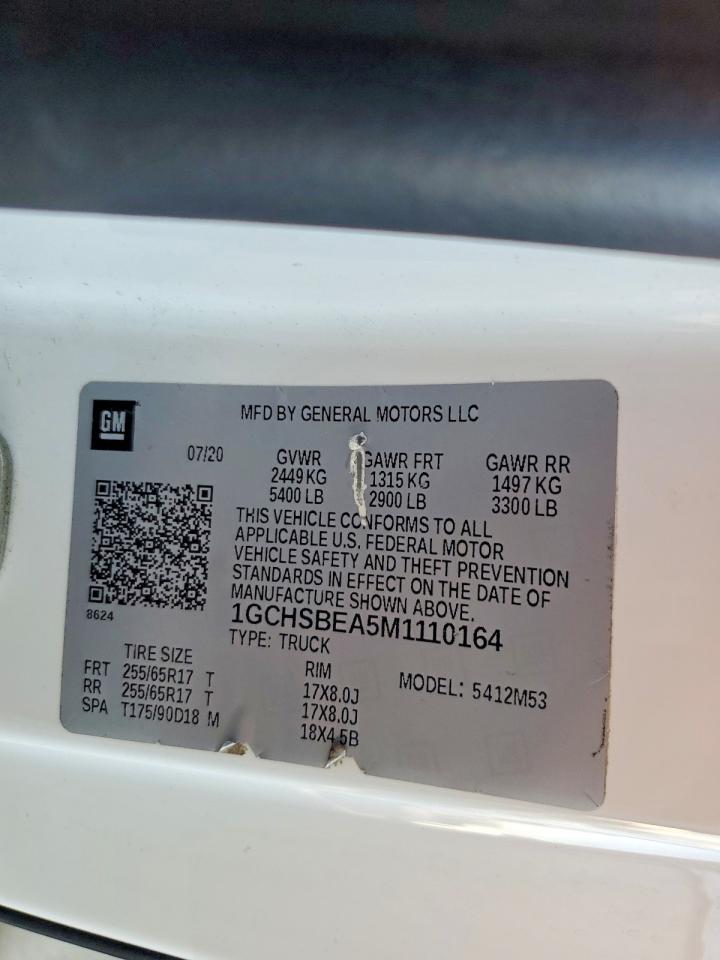 GM
MFD BY GENERAL MOTORS LLC
07/20 GVWR GAWR FRT GAWR RR
2449 KG 1315 KG 1497 KG
5400 LB 2900 LB 3300 LB
THIS VEHICLE CONFORMS TO ALL
APPLICABLE U.S. FEDERAL MOTOR
VEHICLE SAFETY AND THEFT PREVENTION
STANDARDS IN EFFECT ON THE DATE OF
MANUFACTURE SHOWN ABOVE.
8624
1GCHSBEA5M1110164
TYPE: TRUCK
TIRE SIZE RIM MODEL: 5412M53
FRT 255/65R17 T 17X8.0J
RR 255/65R17 T 17X8.0J
SPA T175/90D18 M 18X4.5B